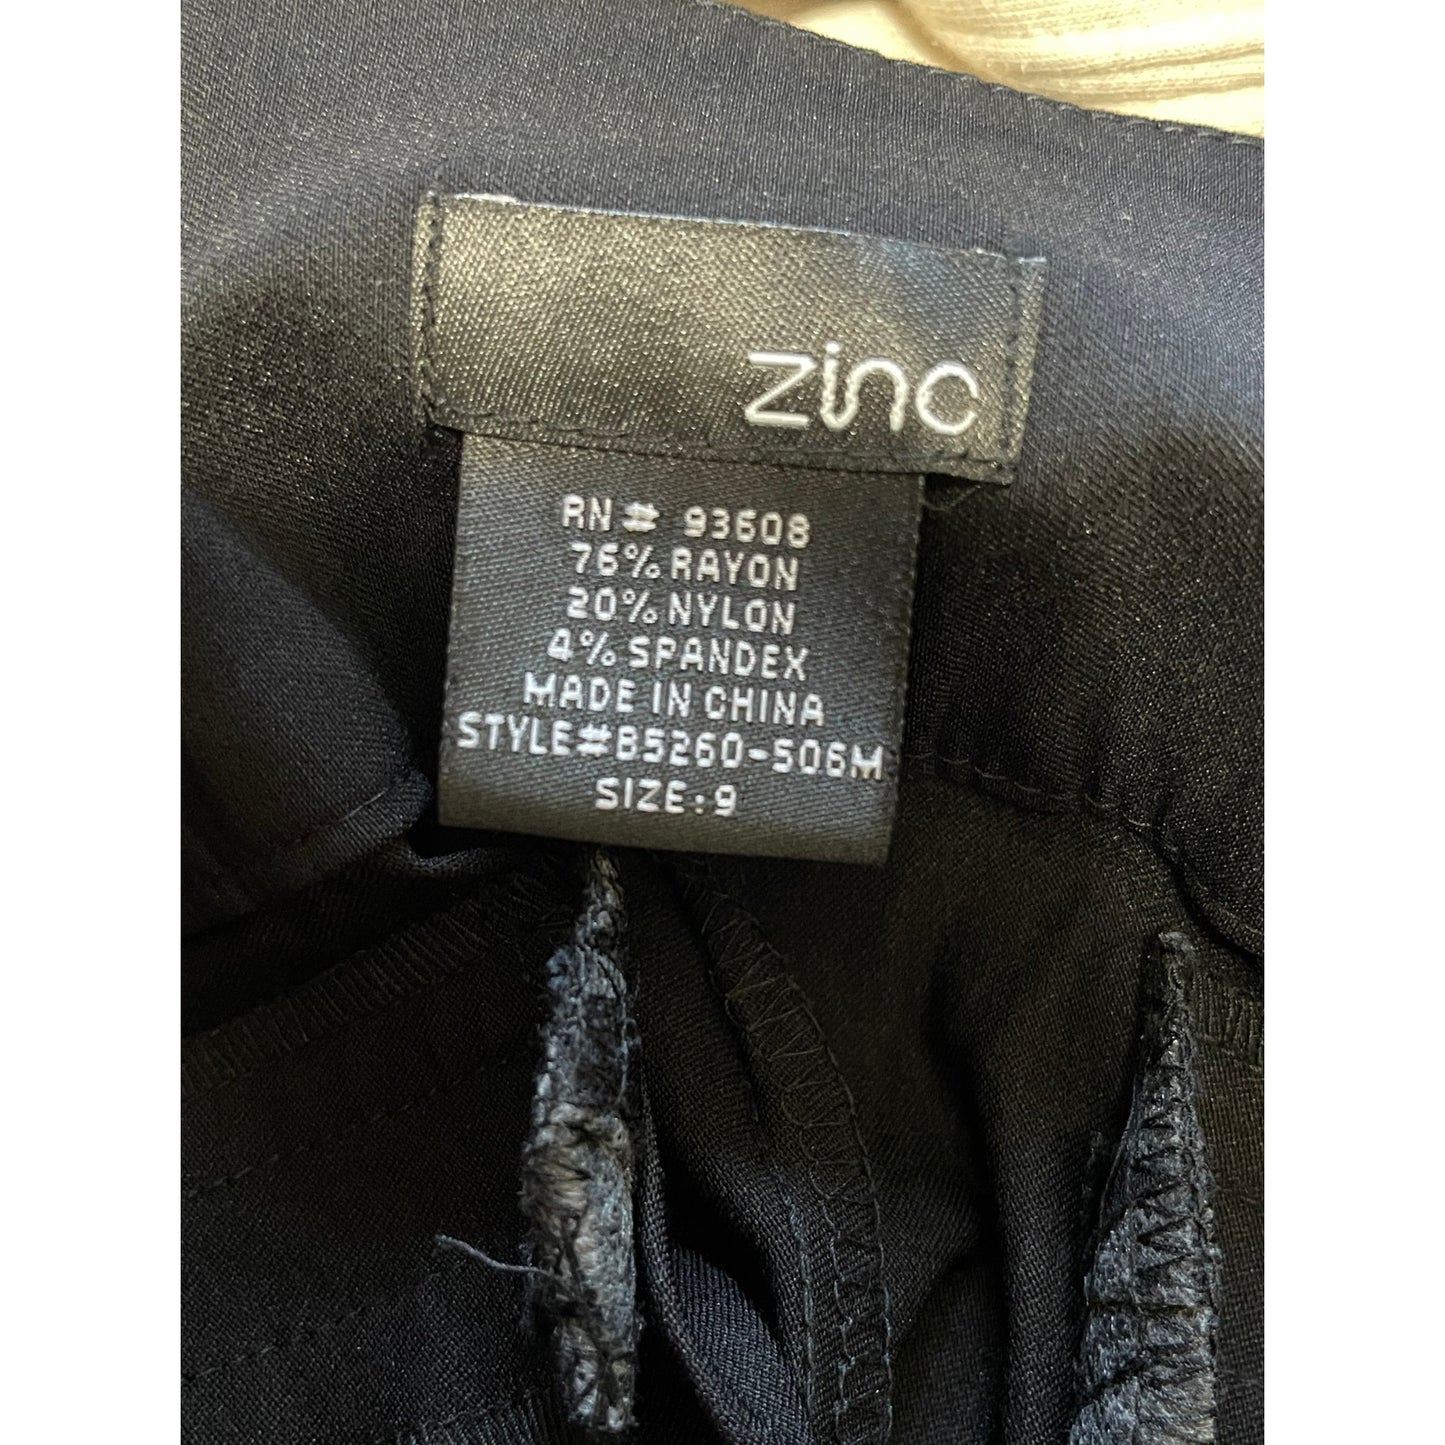 zinc
RN# 93608
76% RAYON
20% NYLON
4% SPANDEX
MADE IN CHINA
STYLE#B5260-506M
SIZE:9